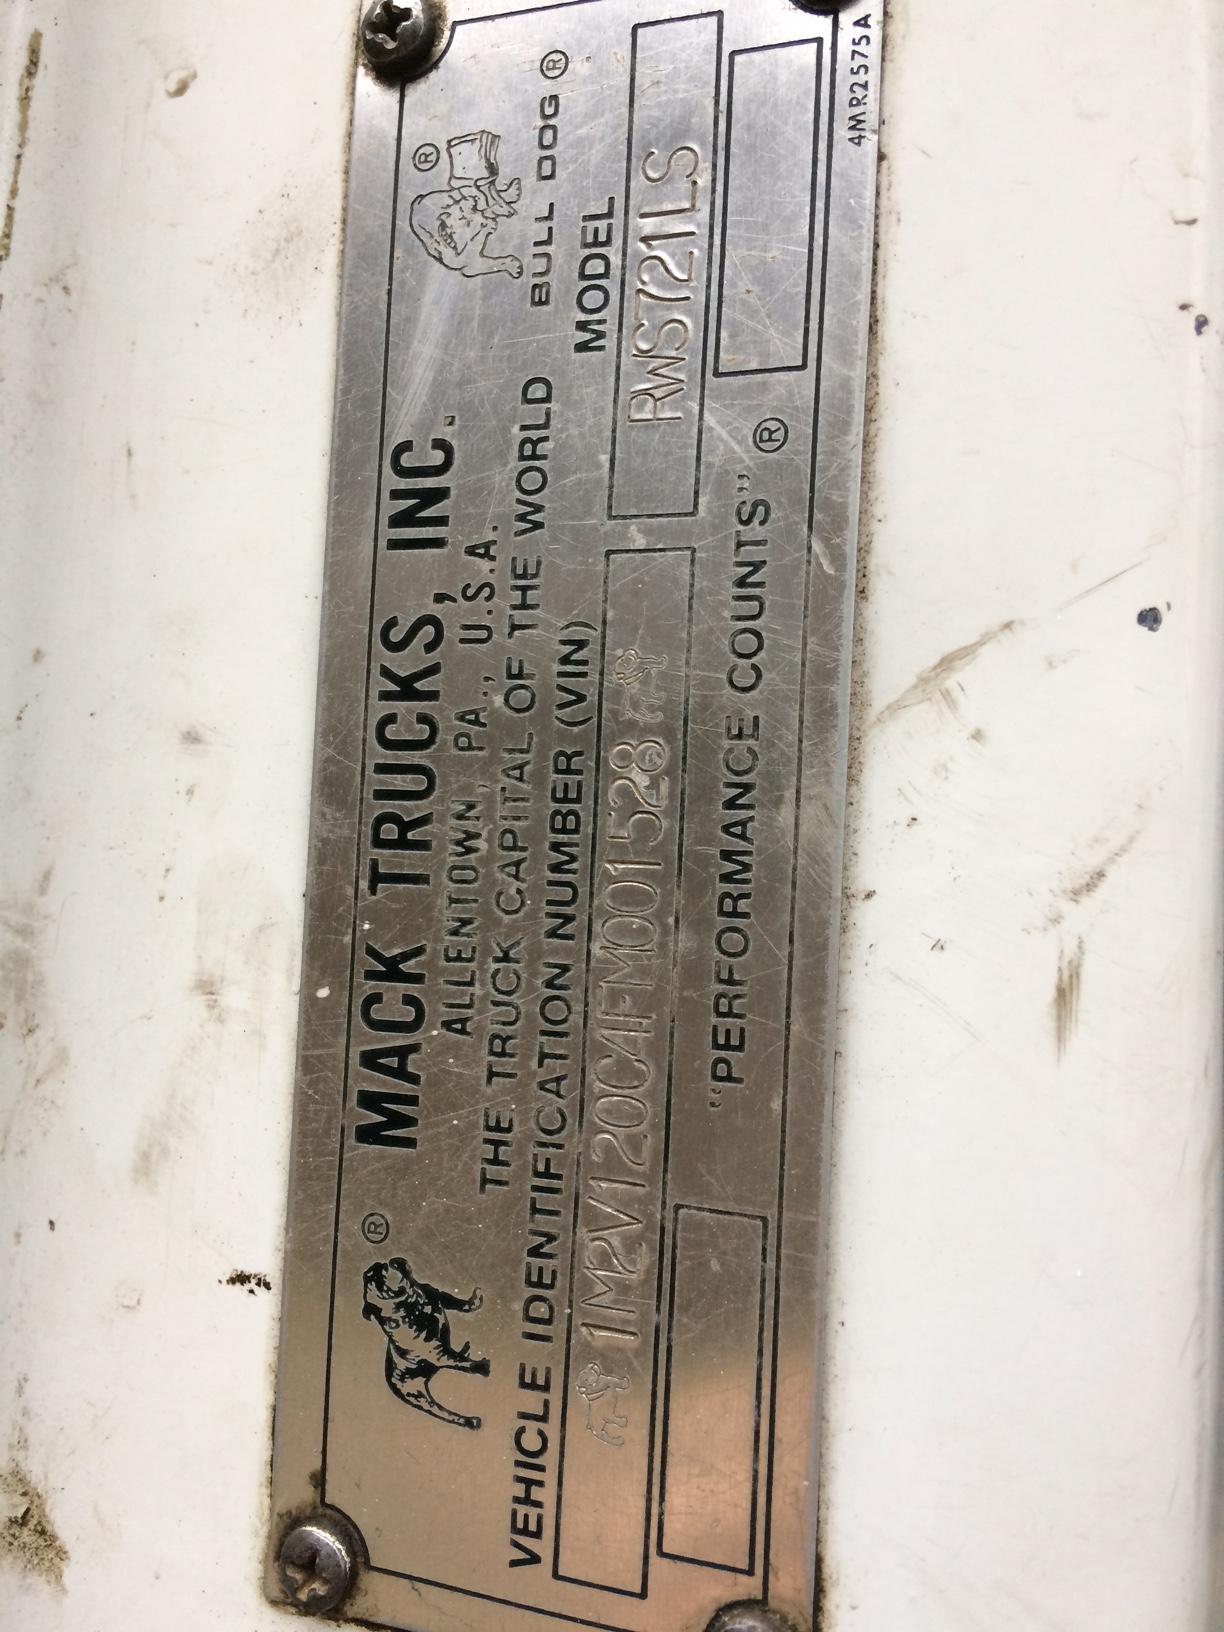 MACK TRUCKS, INC.
ALLENTOWN, PA., U.S.A.
THE TRUCK CAPITAL OF THE WORLD
BULL DOG ®
VEHICLE IDENTIFICATION NUMBER (VIN)
MODEL
1M2V120C4FM001528
RWS721LS
"PERFORMANCE COUNTS" ®
4MR2575A